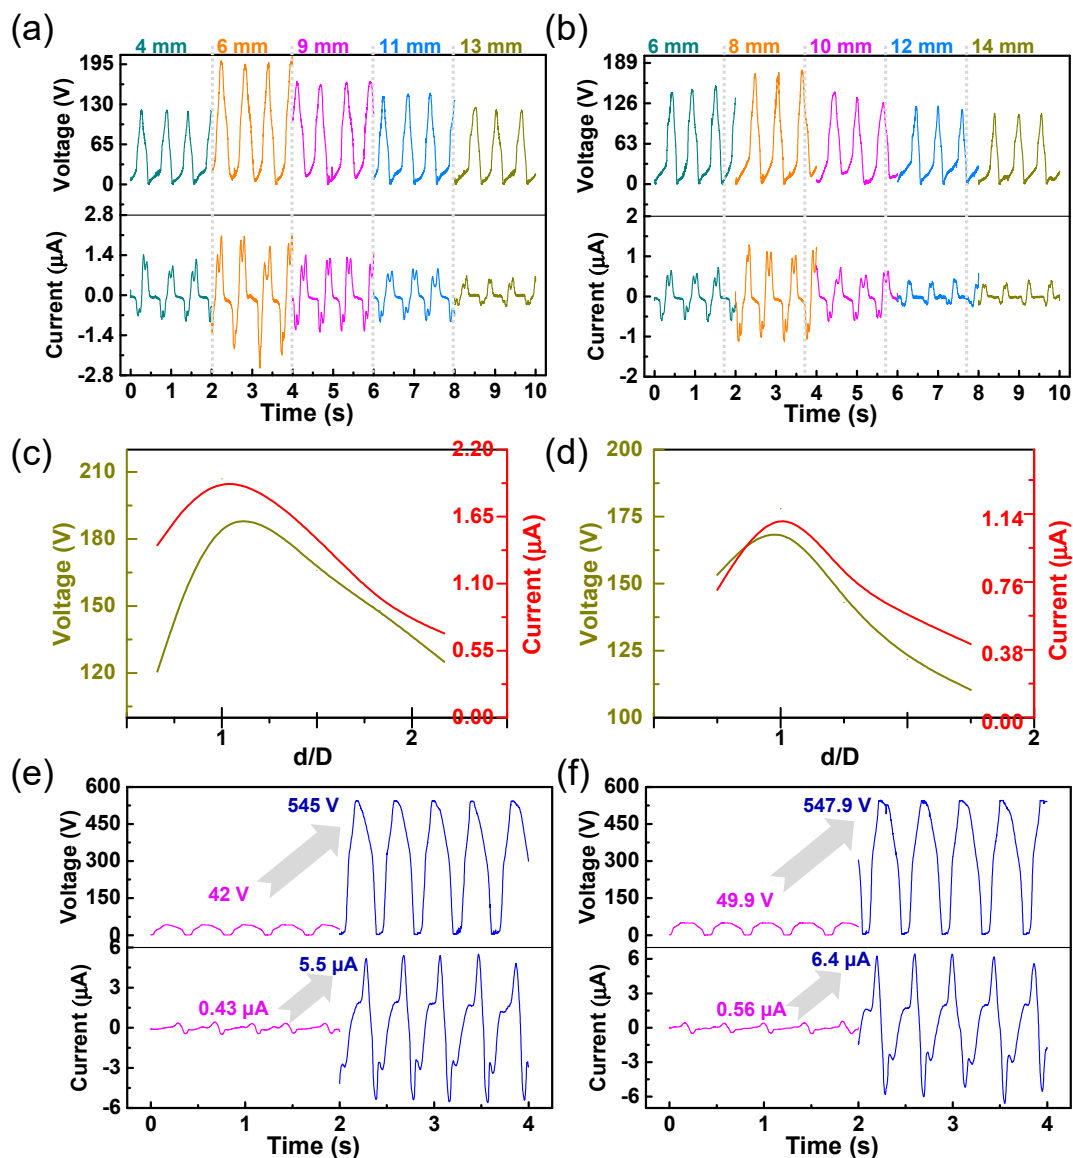 (a)
4 mm 6 mm 9 mm 11 mm 13 mm
195
130
65
0
Voltage (V)
2.8
1.4
0.0
-1.4
-2.8
Current (µA)
0 1 2 3 4 5 6 7 8 9 10
Time (s)
(b)
6 mm 8 mm 10 mm 12 mm 14 mm
189
126
63
0
Voltage (V)
2
1
0
-1
-2
Current (µA)
0 1 2 3 4 5 6 7 8 9 10
Time (s)
(c)
210
180
150
120
Voltage (V)
2.20
1.65
1.10
0.55
0.00
Current (µA)
1 2
d/D
(d)
200
175
150
125
100
Voltage (V)
1.14
0.76
0.38
0.00
Current (µA)
1 2
d/D
(e)
600
450
300
150
0
Voltage (V)
545 V
42 V
6
3
0
-3
-6
Current (µA)
5.5 µA
0.43 µA
0 1 2 3 4
Time (s)
(f)
600
450
300
150
0
Voltage (V)
547.9 V
49.9 V
6
3
0
-3
-6
Current (µA)
6.4 µA
0.56 µA
0 1 2 3 4
Time (s)